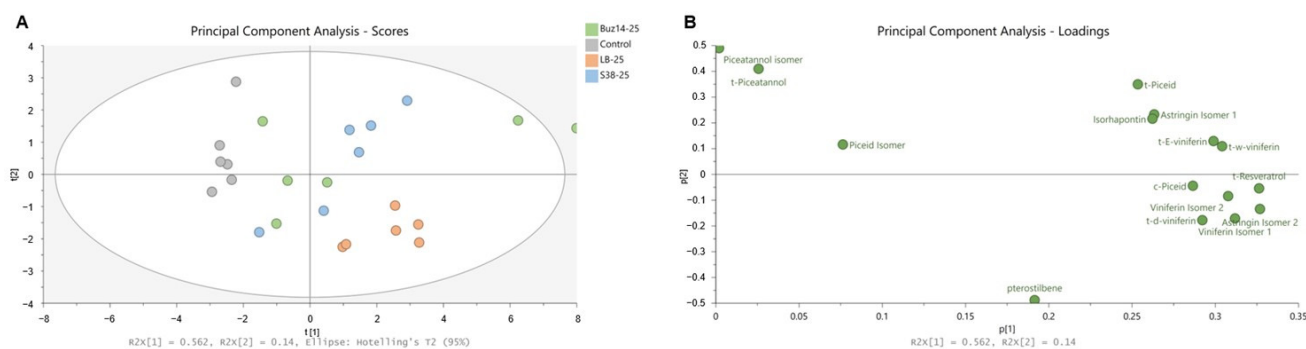 A
Principal Component Analysis - Scores
Buz14-25
Control
LB-25
S38-25
4
3
2
1
0
-1
-2
-3
-4
t[2]
-8 -6 -4 -2 0 2 4 6 8
t[1]
R2X[1] = 0.562, R2X[2] = 0.14, Ellipse: Hotelling's T2 (95%)
B
Principal Component Analysis - Loadings
0.5
0.4
0.3
0.2
0.1
0
-0.1
-0.2
-0.3
-0.4
-0.5
p[2]
Piceatannol isomer
t-Piceatannol
t-Piceid
Astringin Isomer 1
Isorhapontin
Piceid Isomer
t-E-viniferin
t-w-viniferin
t-Resveratrol
c-Piceid
Viniferin Isomer 2
t-d-viniferin
Astringin Isomer 2
Viniferin Isomer 1
pterostilbene
0 0.05 0.1 0.15 0.2 0.25 0.3 0.35
p[1]
R2X[1] = 0.562, R2X[2] = 0.14